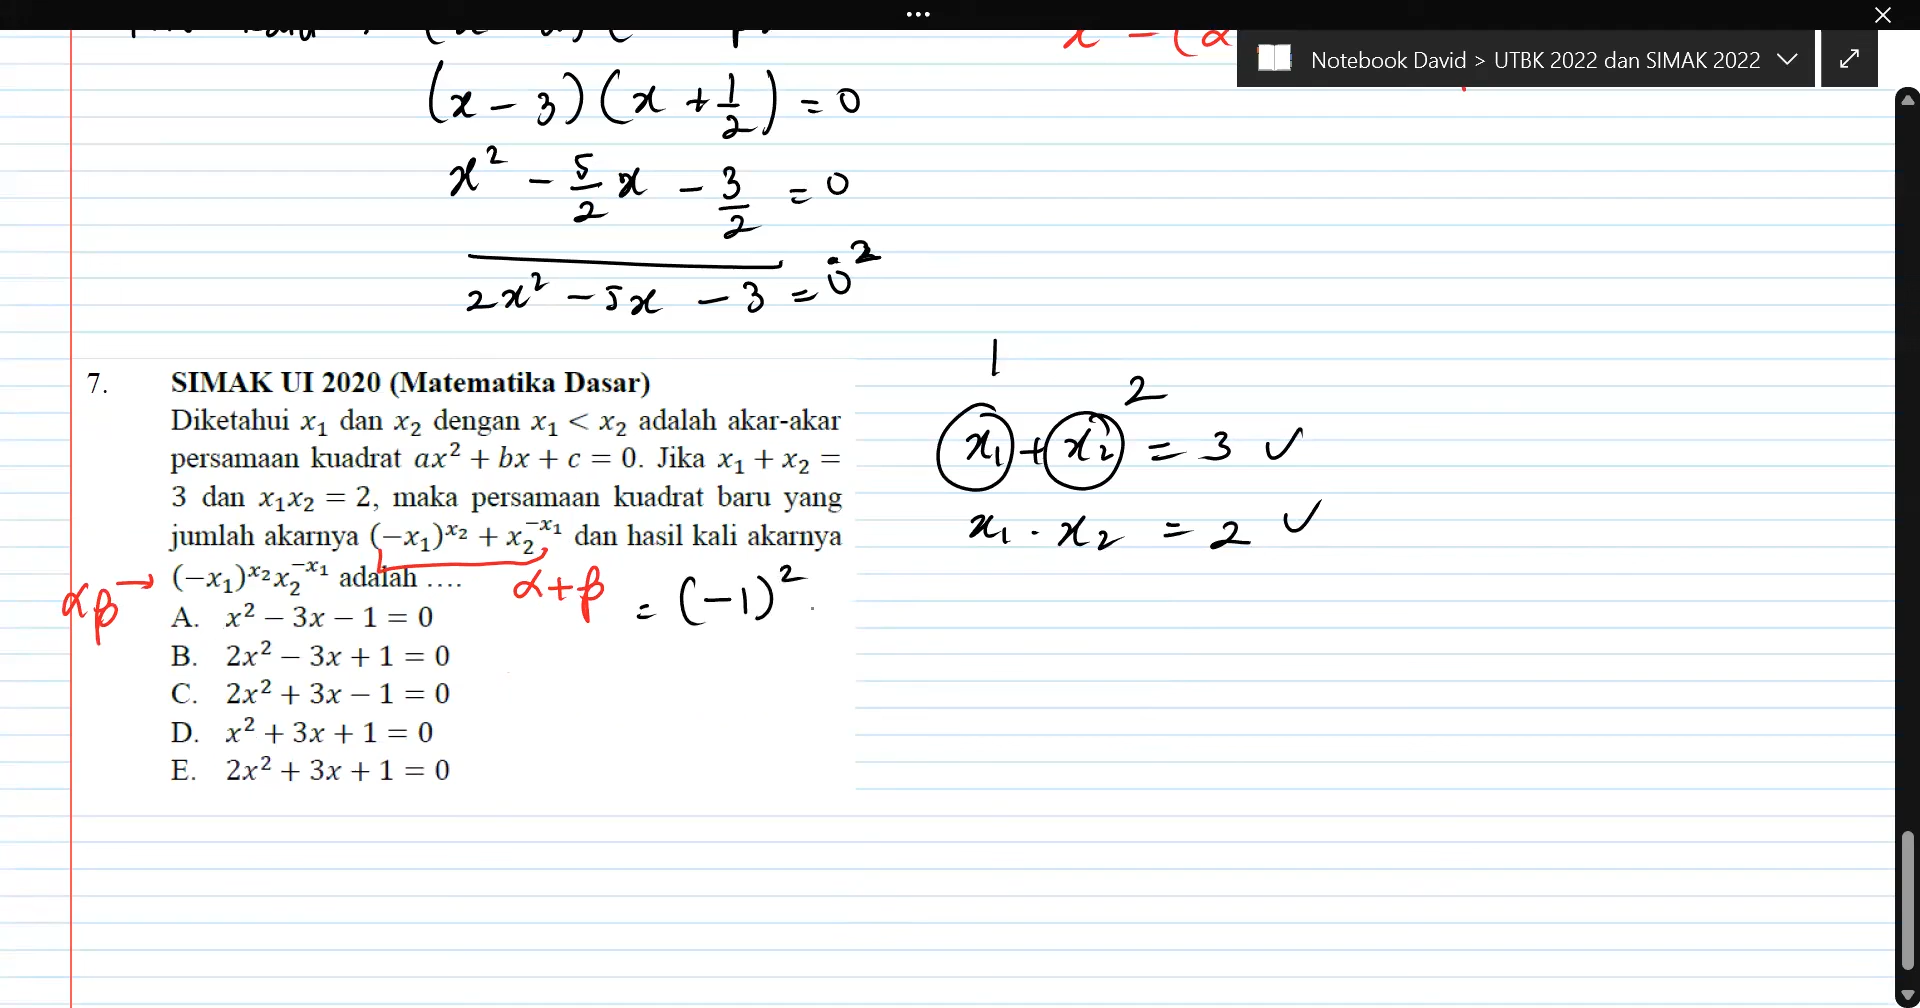 Notebook David > UTBK 2022 dan SIMAK 2022
(x - 3)(x + 1/2) = 0
x² - 5/2 x - 3/2 = 0
2
2x² - 5x - 3 = 0
7. SIMAK UI 2020 (Matematika Dasar)
Diketahui x₁ dan x₂ dengan x₁ < x₂ adalah akar-akar
persamaan kuadrat ax² + bx + c = 0. Jika x₁ + x₂ =
3 dan x₁x₂ = 2, maka persamaan kuadrat baru yang
jumlah akarnya (−x₁)^x₂ + x₂^−x₁ dan hasil kali akarnya
αβ → (−x₁)^x₂ x₂^−x₁ adalah ....
α+β = (-1)²
A. x² − 3x − 1 = 0
B. 2x² − 3x + 1 = 0
C. 2x² + 3x − 1 = 0
D. x² + 3x + 1 = 0
E. 2x² + 3x + 1 = 0
1 2
x₁ + x₂ = 3 ✓
x₁ . x₂ = 2 ✓